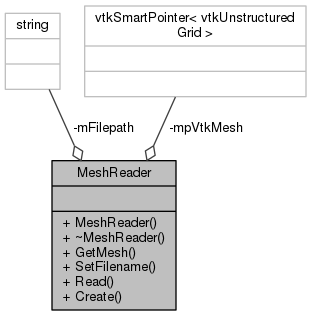 string
vtkSmartPointer< vtkUnstructured
Grid >
-mFilepath
-mpVtkMesh
MeshReader
+ MeshReader()
+ ~MeshReader()
+ GetMesh()
+ SetFilename()
+ Read()
+ Create()